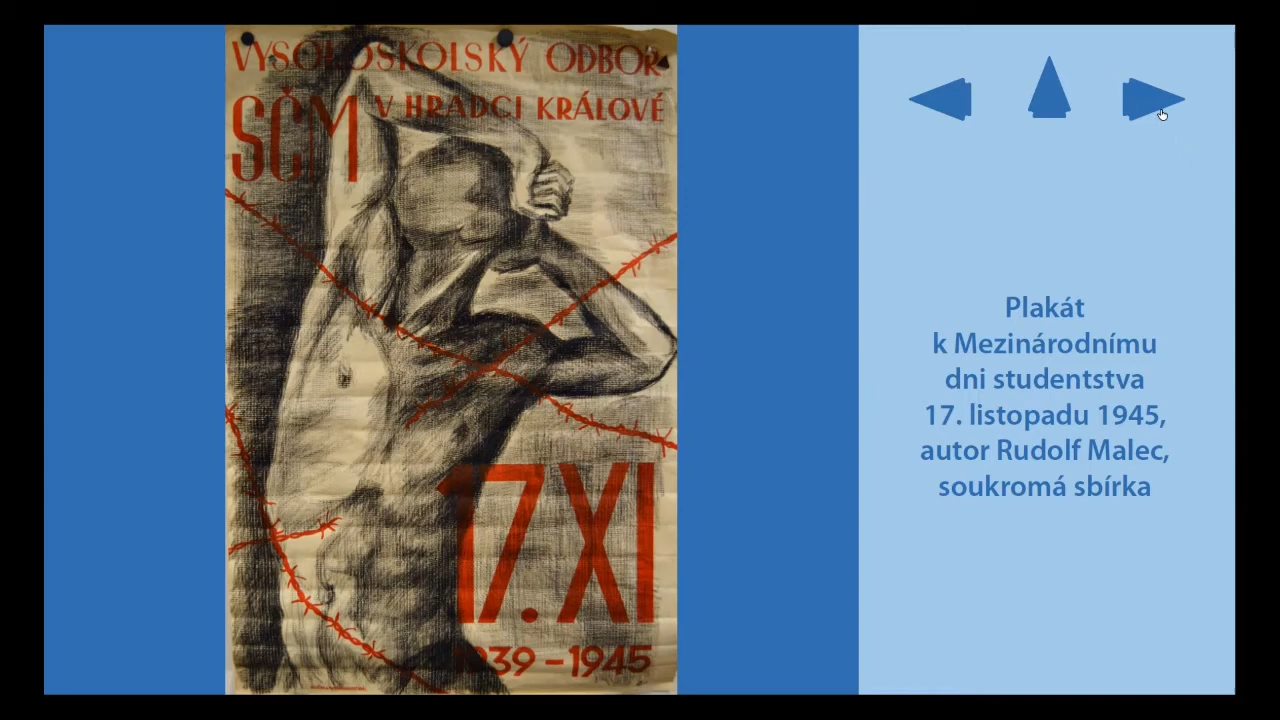 VYSOKOŠKOLSKÝ ODBOR
SČM V HRADCI KRÁLOVÉ
17. XI
1939 – 1945
Plakát
k Mezinárodnímu
dni studentstva
17. listopadu 1945,
autor Rudolf Malec,
soukromá sbírka